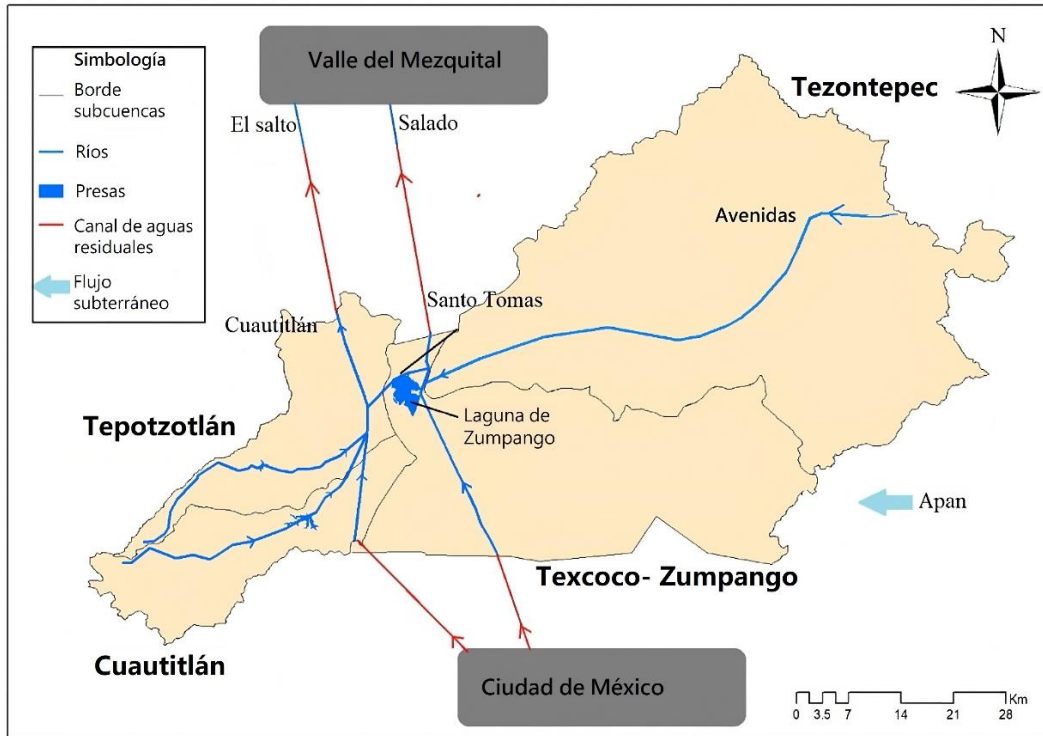 Simbología
Borde
subcuencas
Ríos
Presas
Canal de aguas
residuales
Flujo
subterráneo
Valle del Mezquital
El salto
Salado
Tezontepec
N
Avenidas
Santo Tomas
Cuautitlán
Laguna de
Zumpango
Tepotzotlán
Apan
Texcoco- Zumpango
Cuautitlán
Ciudad de México
Km
0 3.5 7 14 21 28